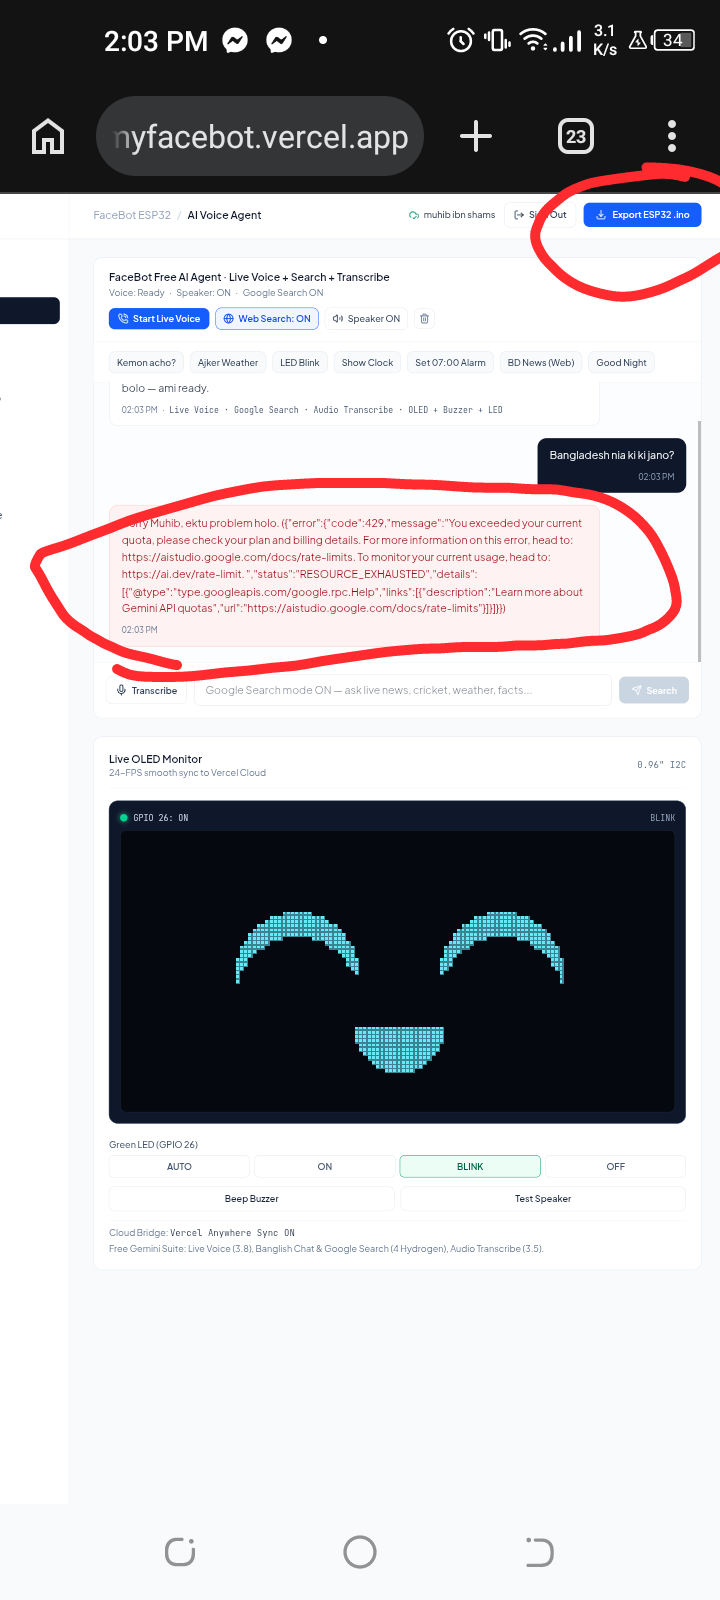 2:03 PM
3.1
K/s
34
myfacebot.vercel.app
23
FaceBot ESP32 / AI Voice Agent
muhib ibn shams
Sign Out
Export ESP32 .ino
FaceBot Free AI Agent · Live Voice + Search + Transcribe
Voice: Ready · Speaker: ON · Google Search ON
Start Live Voice
Web Search: ON
Speaker ON
Kemon acho?
Ajker Weather
LED Blink
Show Clock
Set 07:00 Alarm
BD News (Web)
Good Night
bolo — ami ready.
02:03 PM · Live Voice · Google Search · Audio Transcribe · OLED + Buzzer + LED
Bangladesh nia ki ki jano?
02:03 PM
Sorry Muhib, ektu problem holo. ({"error":{"code":429,"message":"You exceeded your current
quota, please check your plan and billing details. For more information on this error, head to:
https://aistudio.google.com/docs/rate-limits. To monitor your current usage, head to:
https://ai.dev/rate-limit. ","status":"RESOURCE_EXHAUSTED","details":
[{"@type":"type.googleapis.com/google.rpc.Help","links":[{"description":"Learn more about
Gemini API quotas","url":"https://aistudio.google.com/docs/rate-limits"}]}]}})
02:03 PM
Transcribe
Google Search mode ON — ask live news, cricket, weather, facts...
Search
Live OLED Monitor
24-FPS smooth sync to Vercel Cloud
0.96" I2C
GPIO 26: ON
BLINK
Green LED (GPIO 26)
AUTO
ON
BLINK
OFF
Beep Buzzer
Test Speaker
Cloud Bridge: Vercel Anywhere Sync ON
Free Gemini Suite: Live Voice (3.8), Banglish Chat & Google Search (4 Hydrogen), Audio Transcribe (3.5).